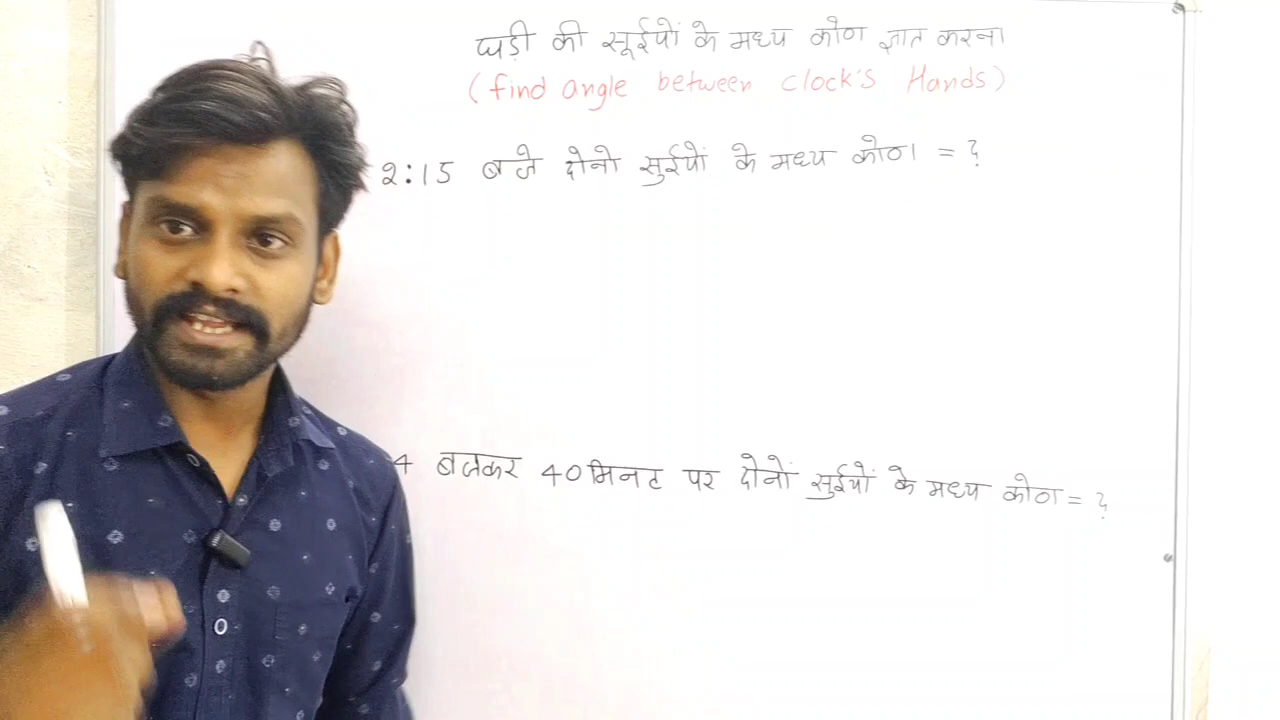 घड़ी की सूईयों के मध्य कोण ज्ञात करना
(find angle between clock's Hands)
2:15 बजे दोनो सुईयों के मध्य कोण = ?
4 बजकर 40 मिनट पर दोनों सुईयों के मध्य कोण = ?